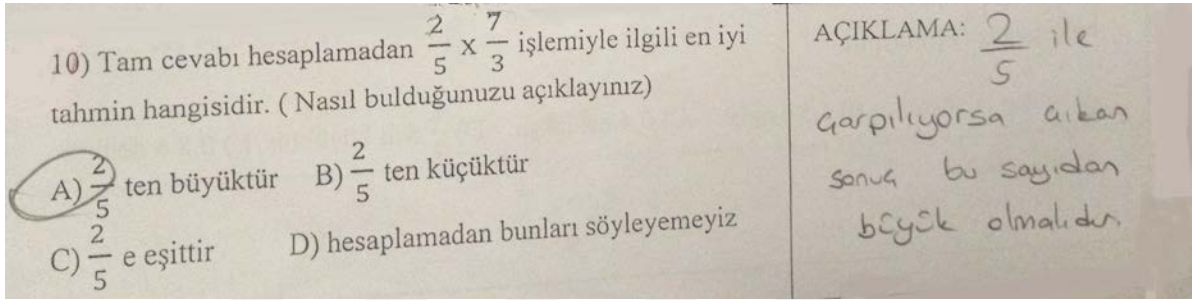 10) Tam cevabı hesaplamadan 2/5 x 7/3 işlemiyle ilgili en iyi
tahmin hangisidir. ( Nasıl bulduğunuzu açıklayınız)
A) 2/5 ten büyüktür B) 2/5 ten küçüktür
C) 2/5 e eşittir D) hesaplamadan bunları söyleyemeyiz
AÇIKLAMA: 2/5 ile
çarpılıyorsa çıkan
sonuç bu sayıdan
büyük olmalıdır.